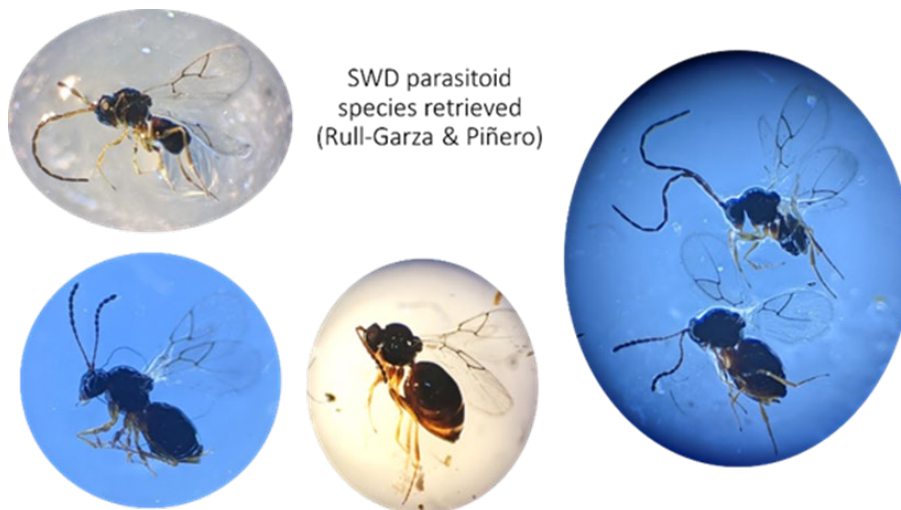 SWD parasitoid
species retrieved
(Rull-Garza & Piñero)